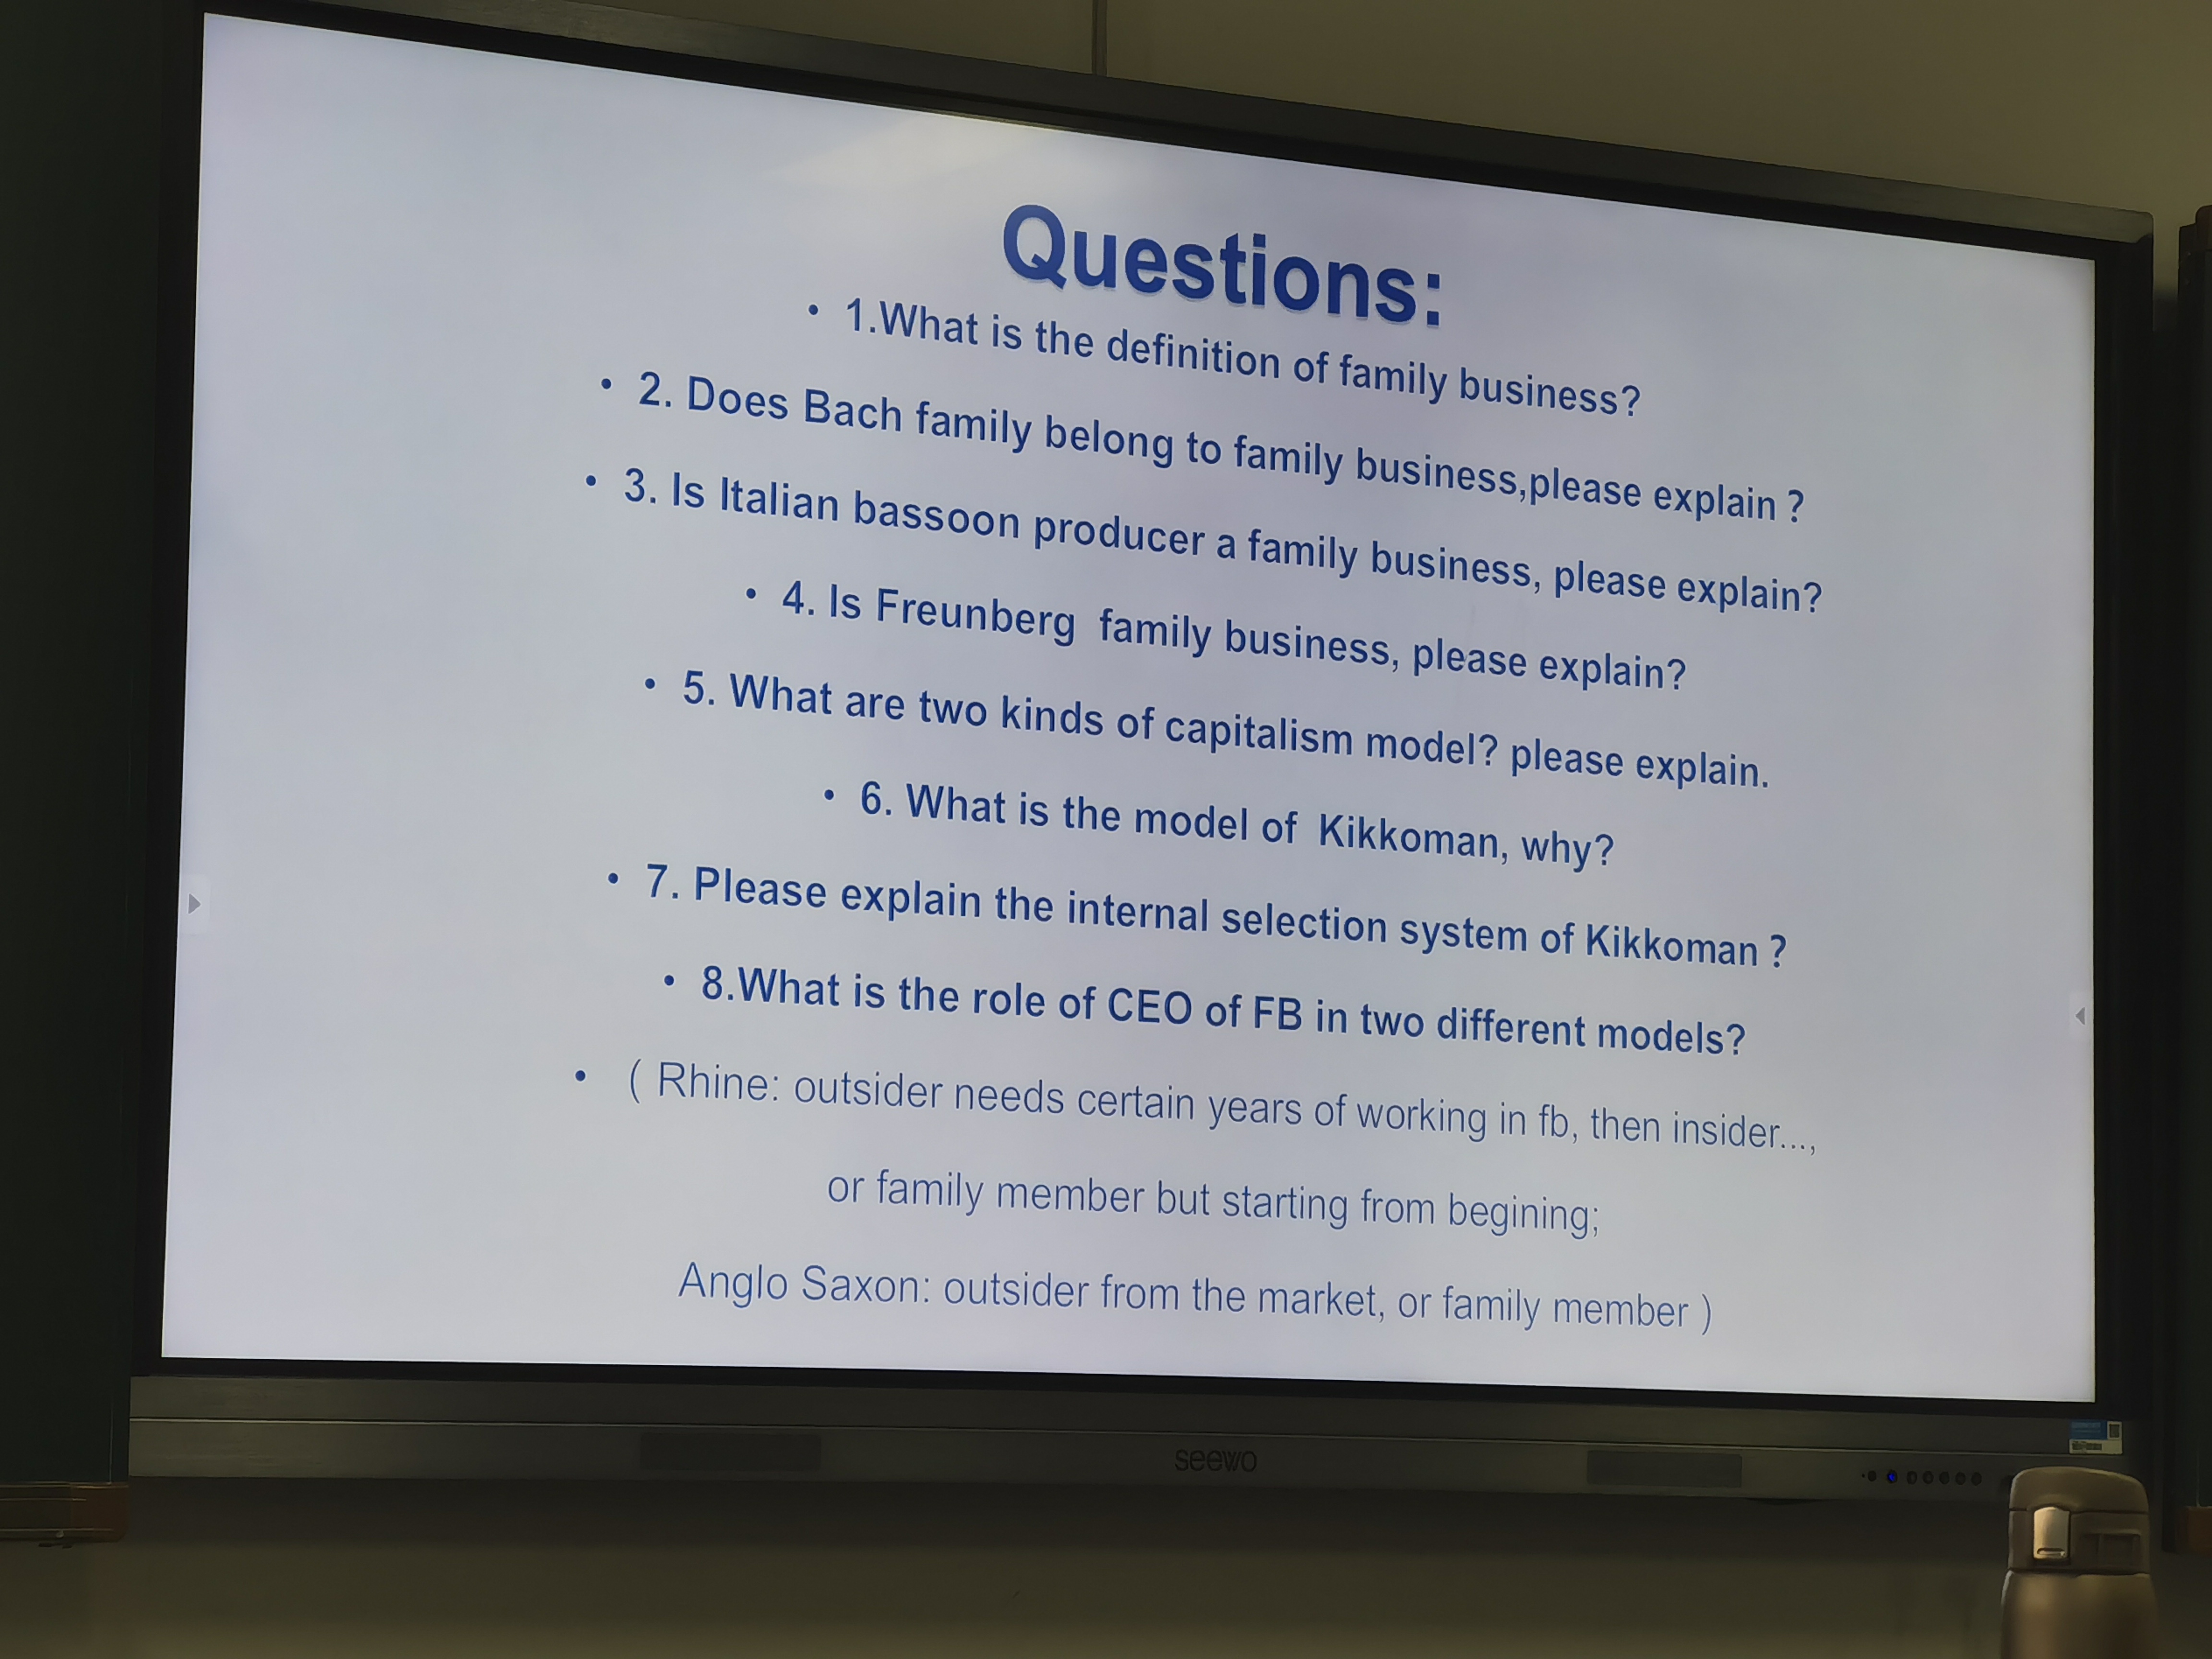 Questions:
• 1.What is the definition of family business?
• 2. Does Bach family belong to family business,please explain ?
• 3. Is Italian bassoon producer a family business, please explain?
• 4. Is Freunberg family business, please explain?
• 5. What are two kinds of capitalism model? please explain.
• 6. What is the model of Kikkoman, why?
• 7. Please explain the internal selection system of Kikkoman ?
• 8.What is the role of CEO of FB in two different models?
• ( Rhine: outsider needs certain years of working in fb, then insider...,
or family member but starting from begining;
Anglo Saxon: outsider from the market, or family member )
seewo